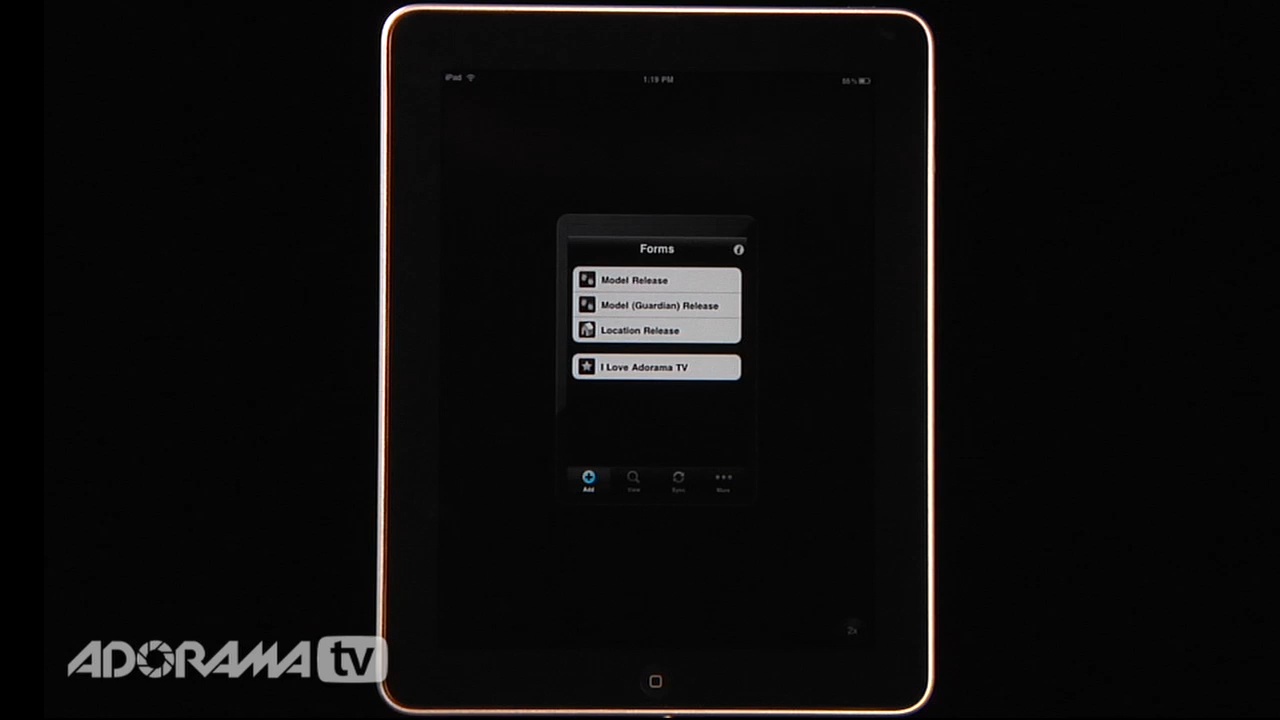 iPad
1:19 PM
88%
Forms
Model Release
Model (Guardian) Release
Location Release
I Love Adorama TV
Add
View
Sync
More
2x
ADORAMA tv